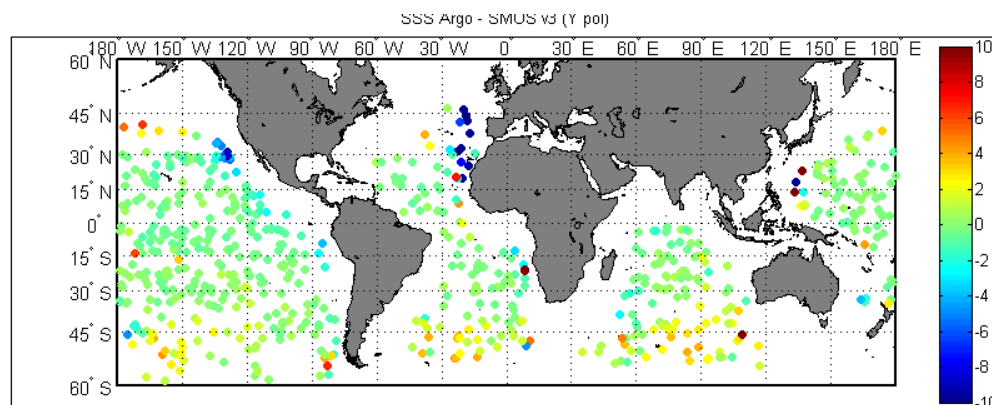 SSS Argo - SMOS v3 (Y pol)
180° W 150° W 120° W 90° W 60° W 30° W 0° 30° E 60° E 90° E 120° E 150° E 180° E
60° N
45° N
30° N
15° N
0°
15° S
30° S
45° S
60° S
10
8
6
4
2
0
-2
-4
-6
-8
-10